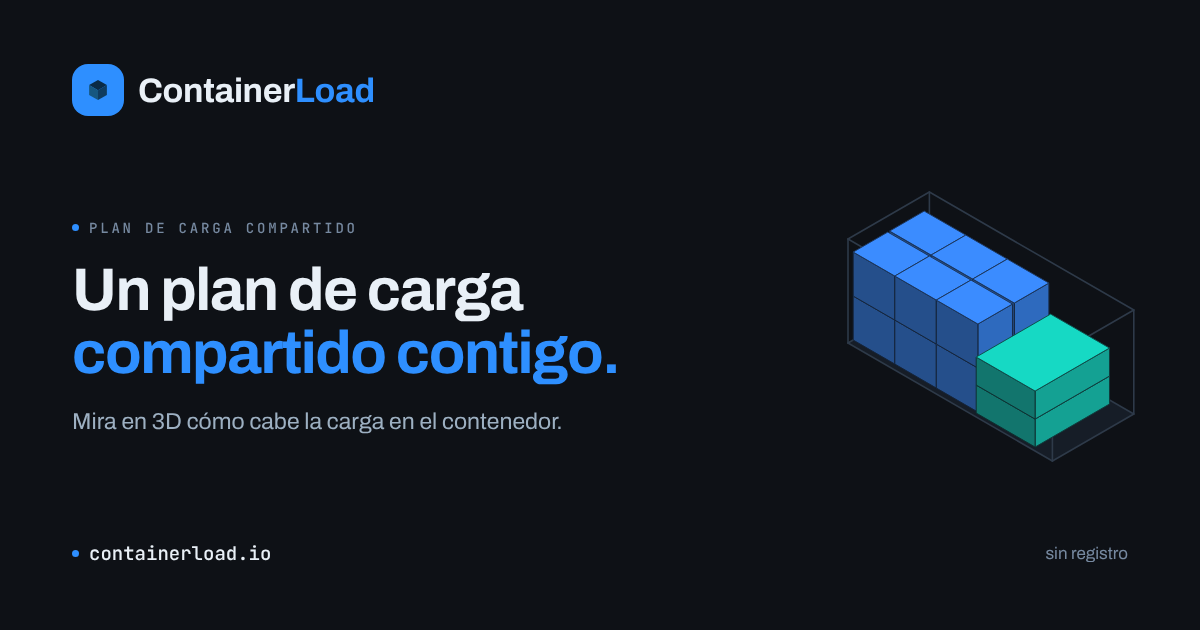 ContainerLoad
PLAN DE CARGA COMPARTIDO
Un plan de carga
compartido contigo.
Mira en 3D cómo cabe la carga en el contenedor.
containerload.io
sin registro